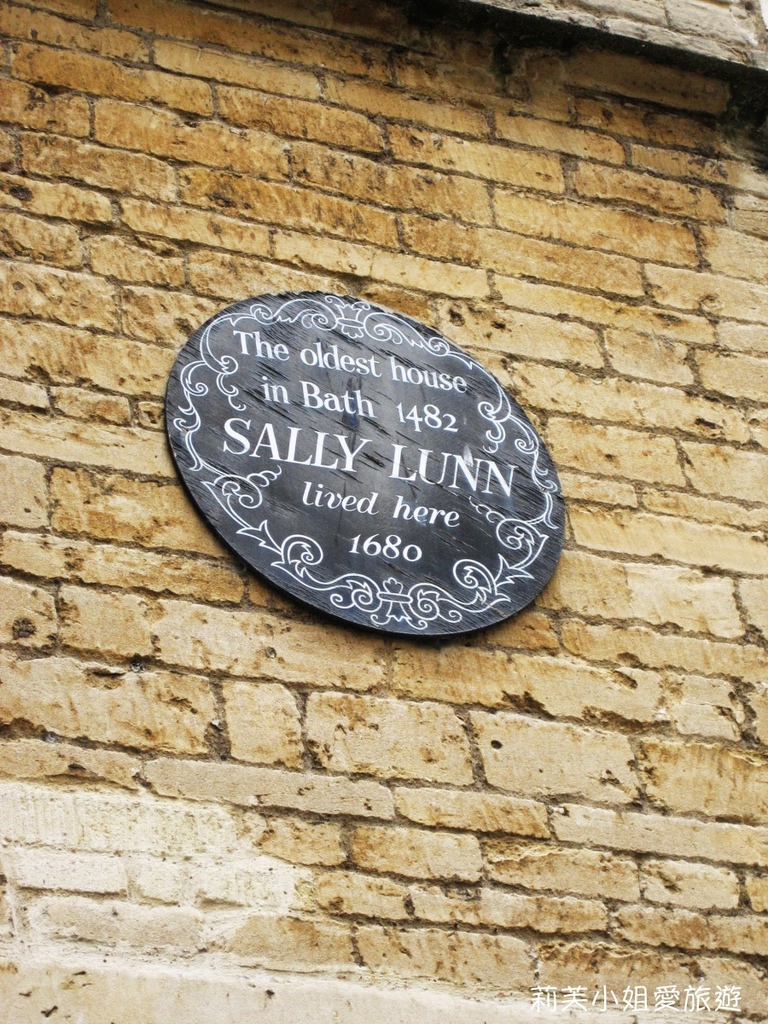 The oldest house
in Bath 1482
SALLY LUNN
lived here
1680
莉芙小姐愛旅遊